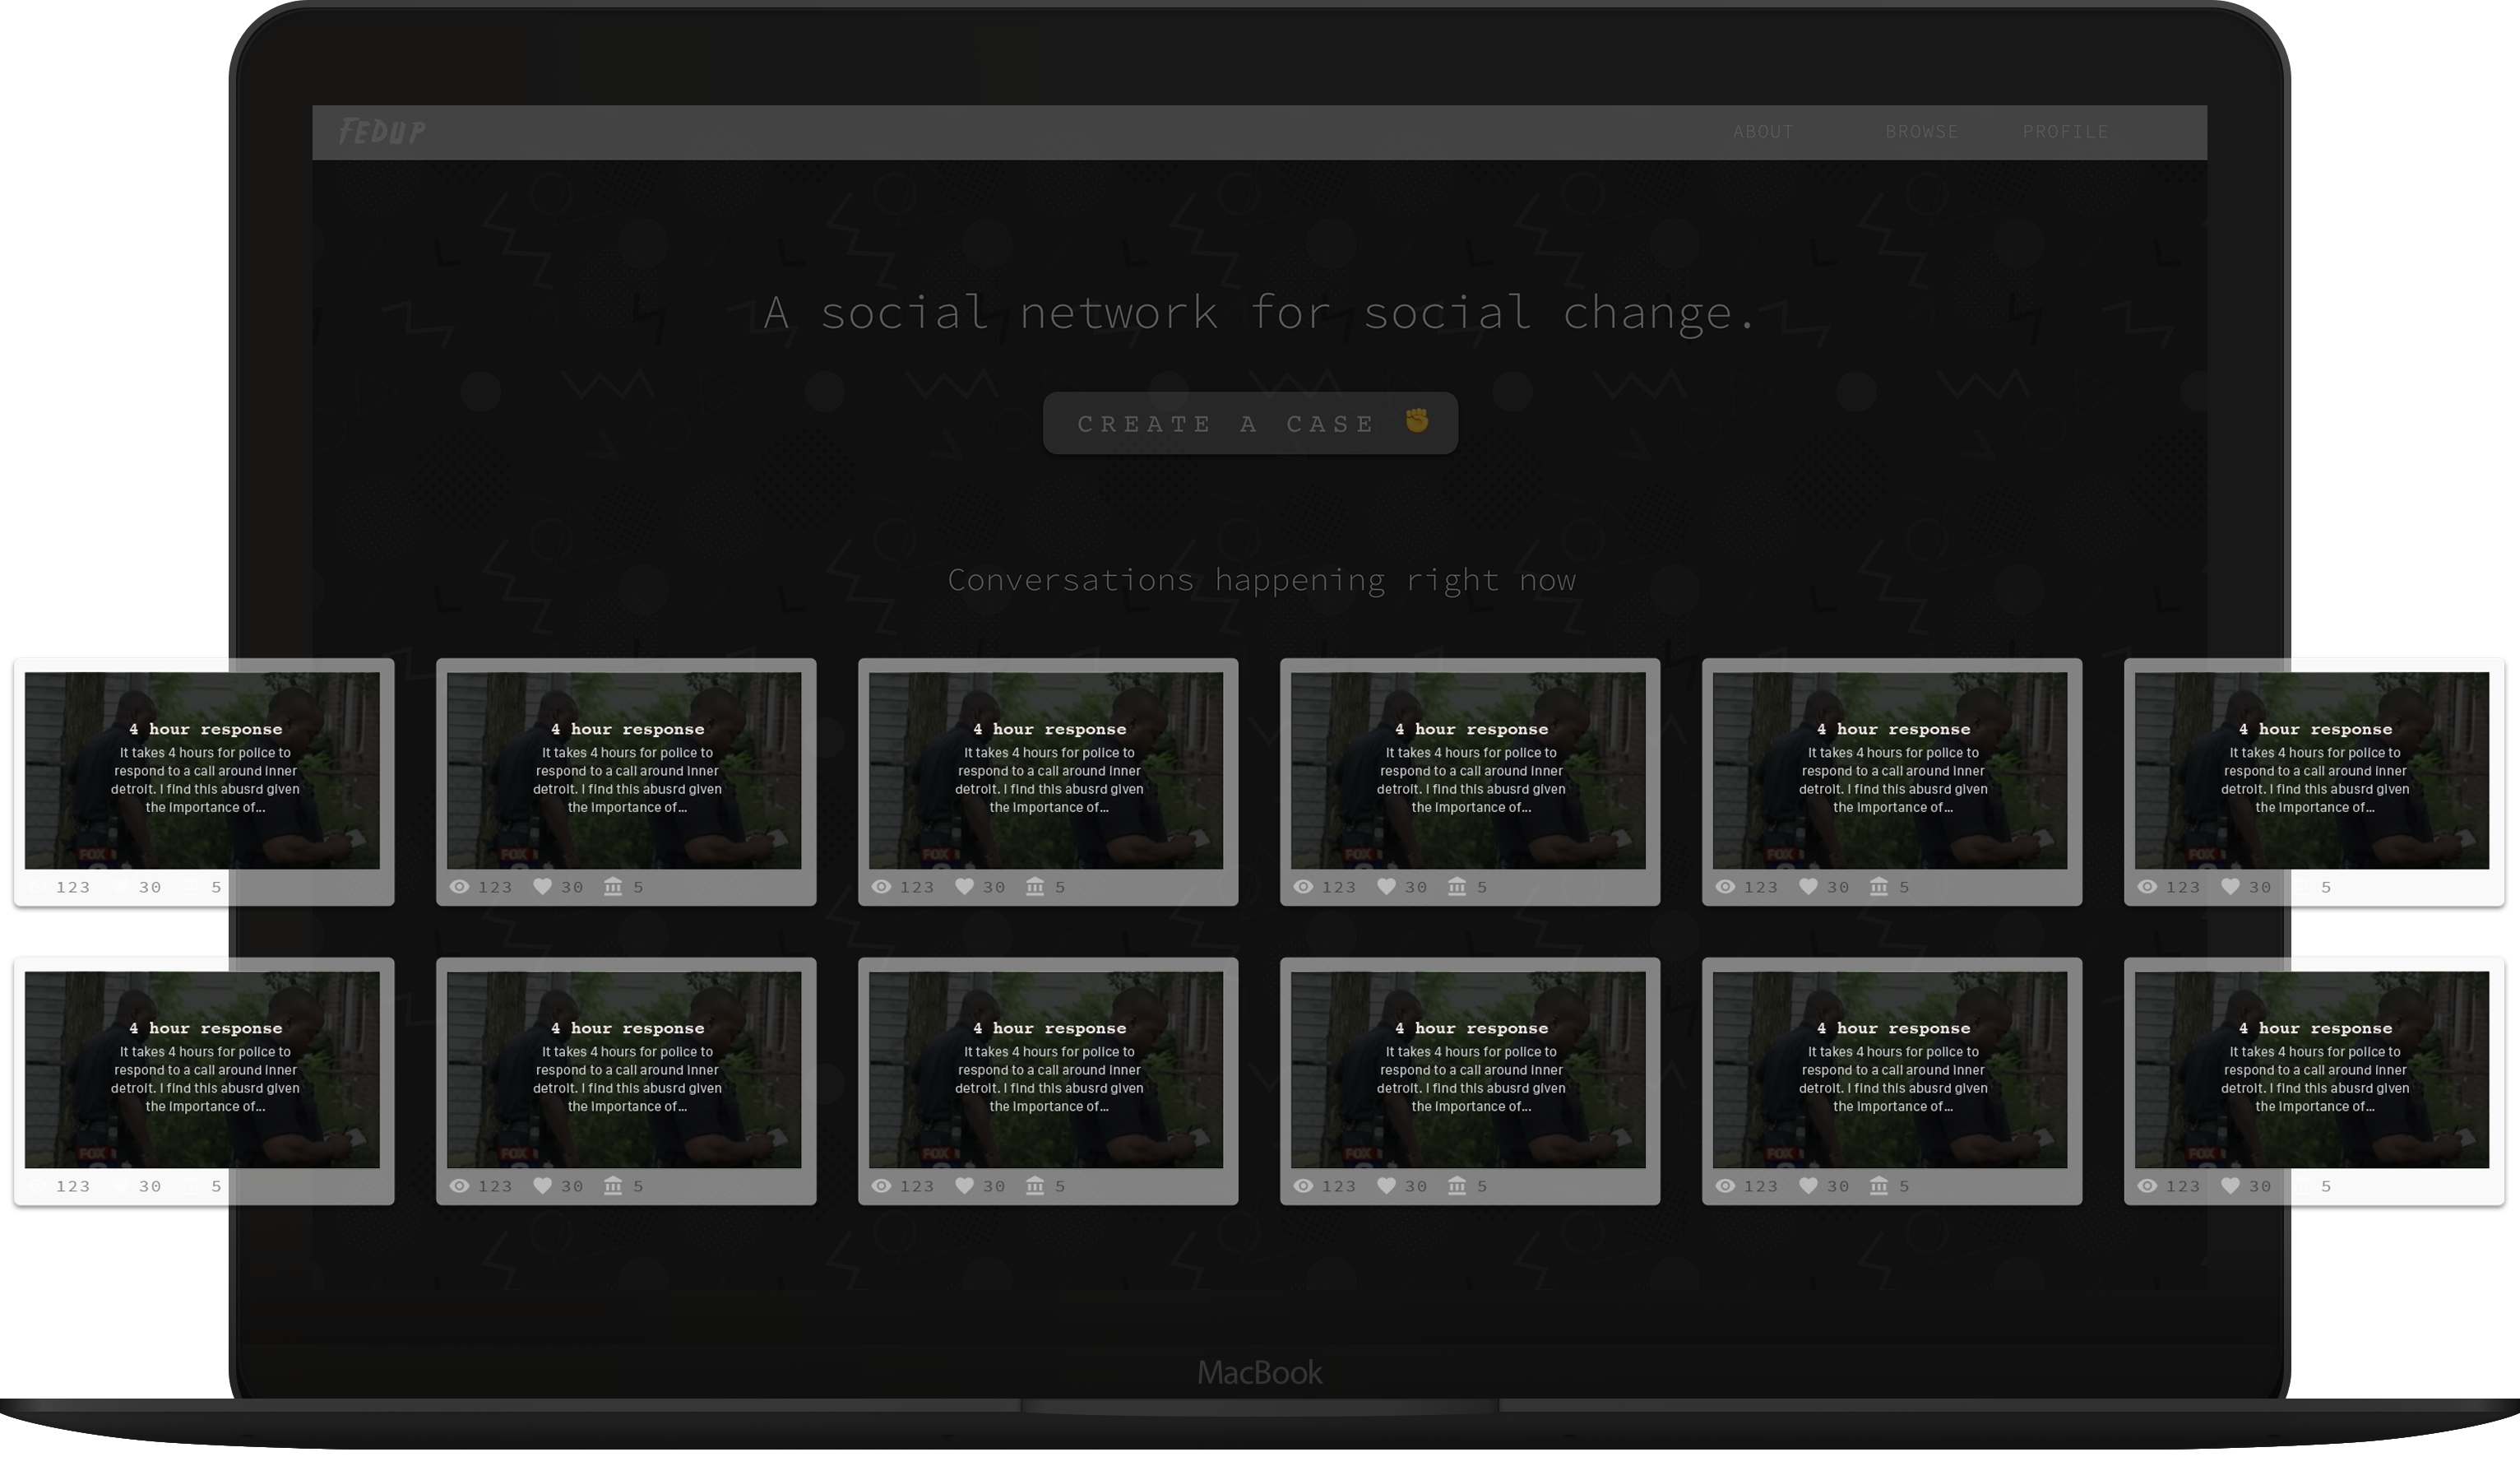 FEDUP
ABOUT BROWSE PROFILE
A social network for social change.
CREATE A CASE ✊
Conversations happening right now
4 hour response
It takes 4 hours for police to
respond to a call around inner
detroit. I find this abusrd given
the importance of...
FOX
123 30 5
4 hour response
It takes 4 hours for police to
respond to a call around inner
detroit. I find this abusrd given
the importance of...
FOX
123 30 5
4 hour response
It takes 4 hours for police to
respond to a call around inner
detroit. I find this abusrd given
the importance of...
FOX
123 30 5
4 hour response
It takes 4 hours for police to
respond to a call around inner
detroit. I find this abusrd given
the importance of...
FOX
123 30 5
4 hour response
It takes 4 hours for police to
respond to a call around inner
detroit. I find this abusrd given
the importance of...
FOX
123 30 5
4 hour response
It takes 4 hours for police to
respond to a call around inner
detroit. I find this abusrd given
the importance of...
FOX
123 30 5
4 hour response
It takes 4 hours for police to
respond to a call around inner
detroit. I find this abusrd given
the importance of...
FOX
123 30 5
4 hour response
It takes 4 hours for police to
respond to a call around inner
detroit. I find this abusrd given
the importance of...
FOX
123 30 5
4 hour response
It takes 4 hours for police to
respond to a call around inner
detroit. I find this abusrd given
the importance of...
FOX
123 30 5
4 hour response
It takes 4 hours for police to
respond to a call around inner
detroit. I find this abusrd given
the importance of...
FOX
123 30 5
4 hour response
It takes 4 hours for police to
respond to a call around inner
detroit. I find this abusrd given
the importance of...
FOX
123 30 5
4 hour response
It takes 4 hours for police to
respond to a call around inner
detroit. I find this abusrd given
the importance of...
FOX
123 30 5
MacBook